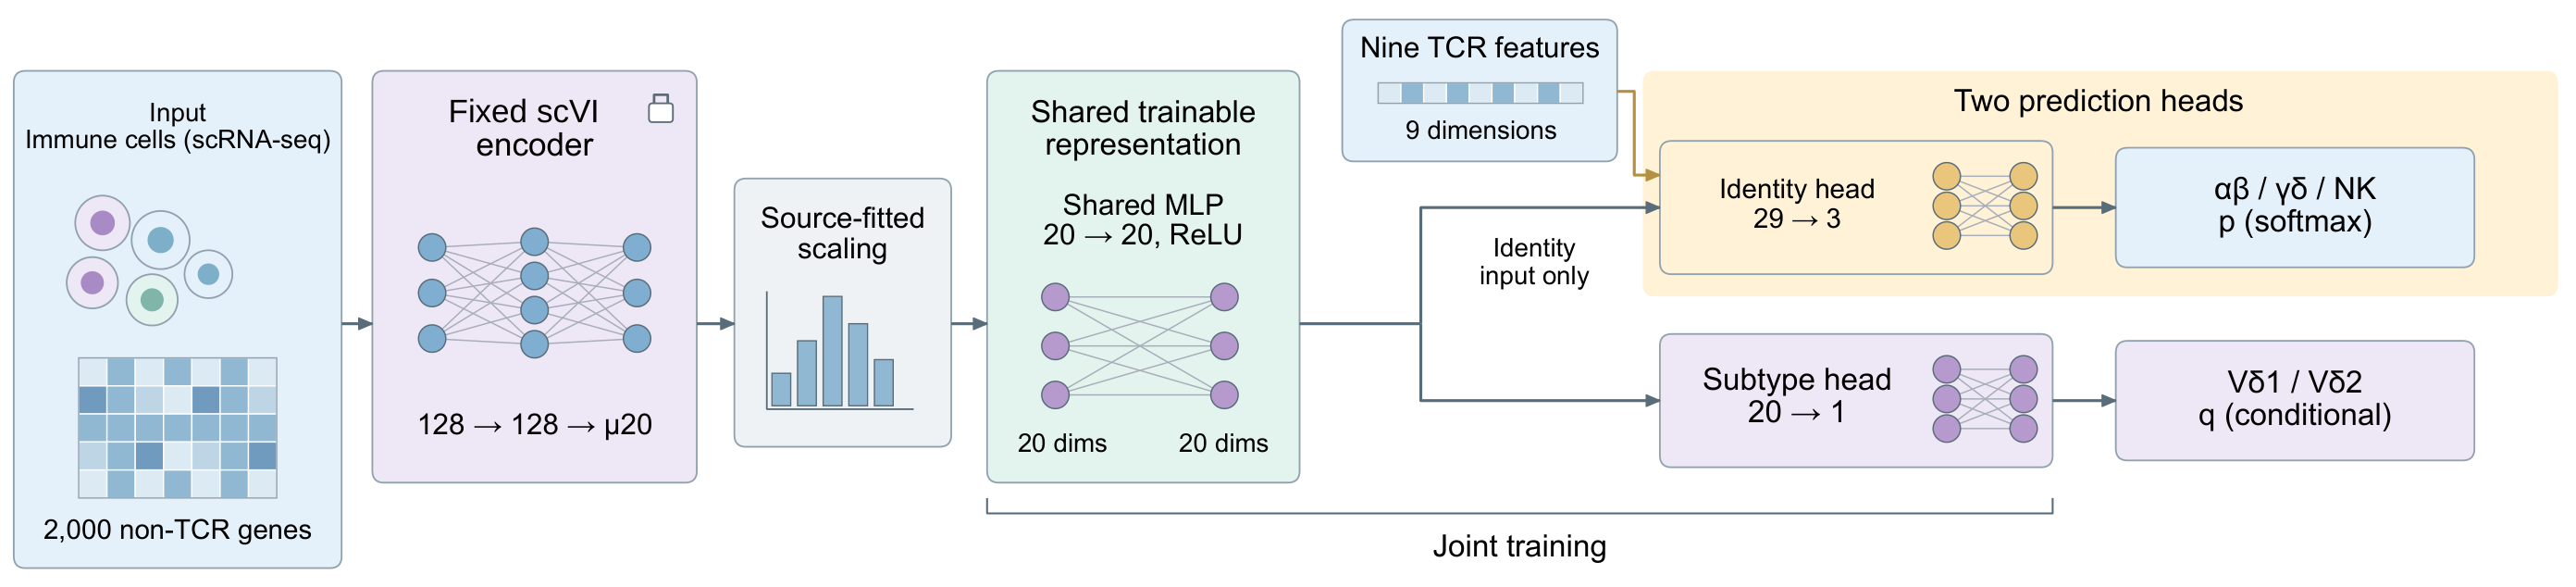 Input
Immune cells (scRNA-seq)
2,000 non-TCR genes
Fixed scVI
encoder
128 → 128 → μ20
Source-fitted
scaling
Shared trainable
representation
Shared MLP
20 → 20, ReLU
20 dims
20 dims
Nine TCR features
9 dimensions
Identity
input only
Two prediction heads
Identity head
29 → 3
αβ / γδ / NK
p (softmax)
Subtype head
20 → 1
Vδ1 / Vδ2
q (conditional)
Joint training